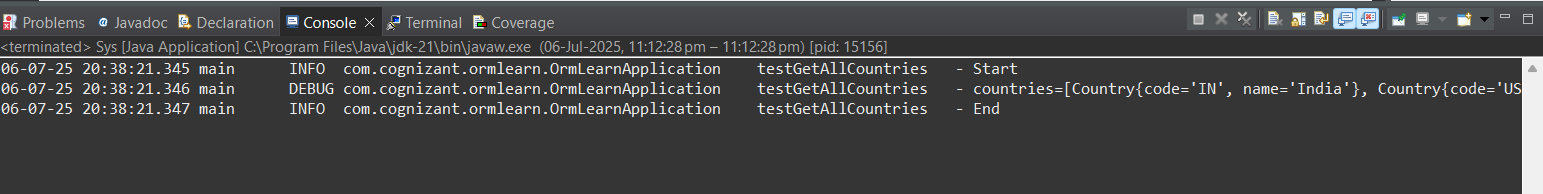 Problems @ Javadoc Declaration Console Terminal Coverage
<terminated> Sys [Java Application] C:\Program Files\Java\jdk-21\bin\javaw.exe (06-Jul-2025, 11:12:28 pm – 11:12:28 pm) [pid: 15156]
06-07-25 20:38:21.345 main INFO com.cognizant.ormlearn.OrmLearnApplication testGetAllCountries - Start
06-07-25 20:38:21.346 main DEBUG com.cognizant.ormlearn.OrmLearnApplication testGetAllCountries - countries=[Country{code='IN', name='India'}, Country{code='US
06-07-25 20:38:21.347 main INFO com.cognizant.ormlearn.OrmLearnApplication testGetAllCountries - End